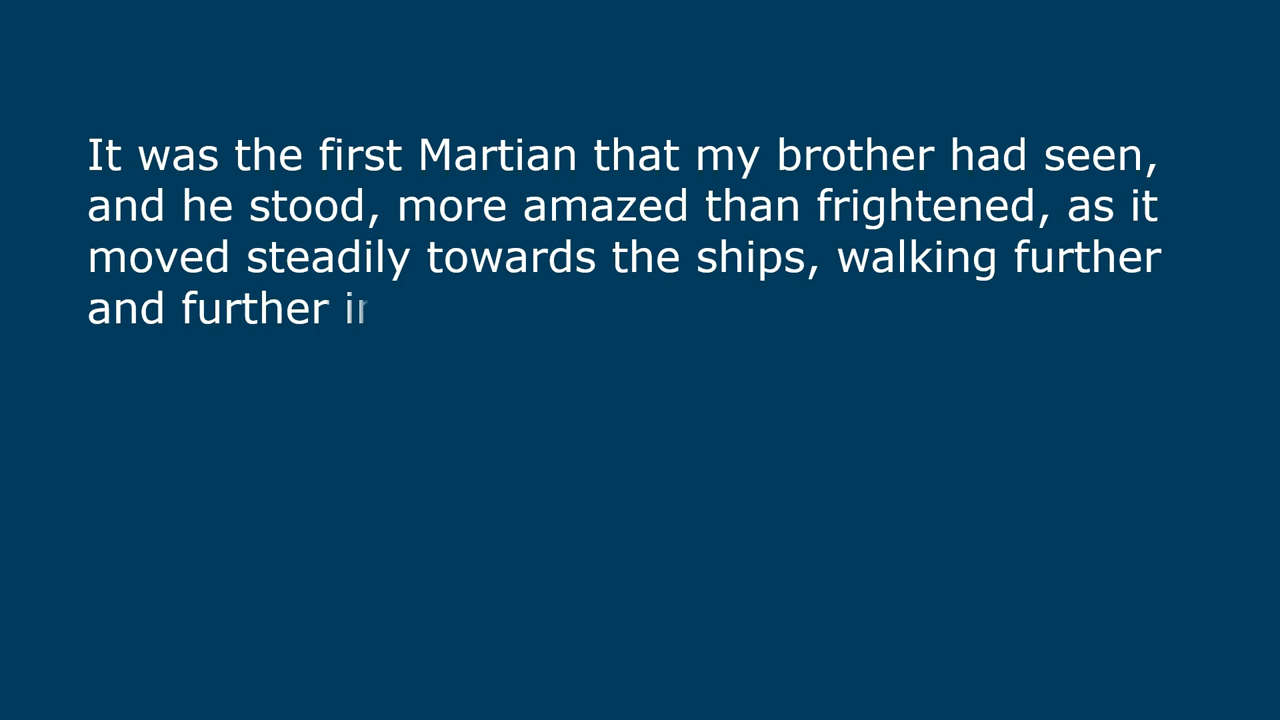 It was the first Martian that my brother had seen,
and he stood, more amazed than frightened, as it
moved steadily towards the ships, walking further
and further